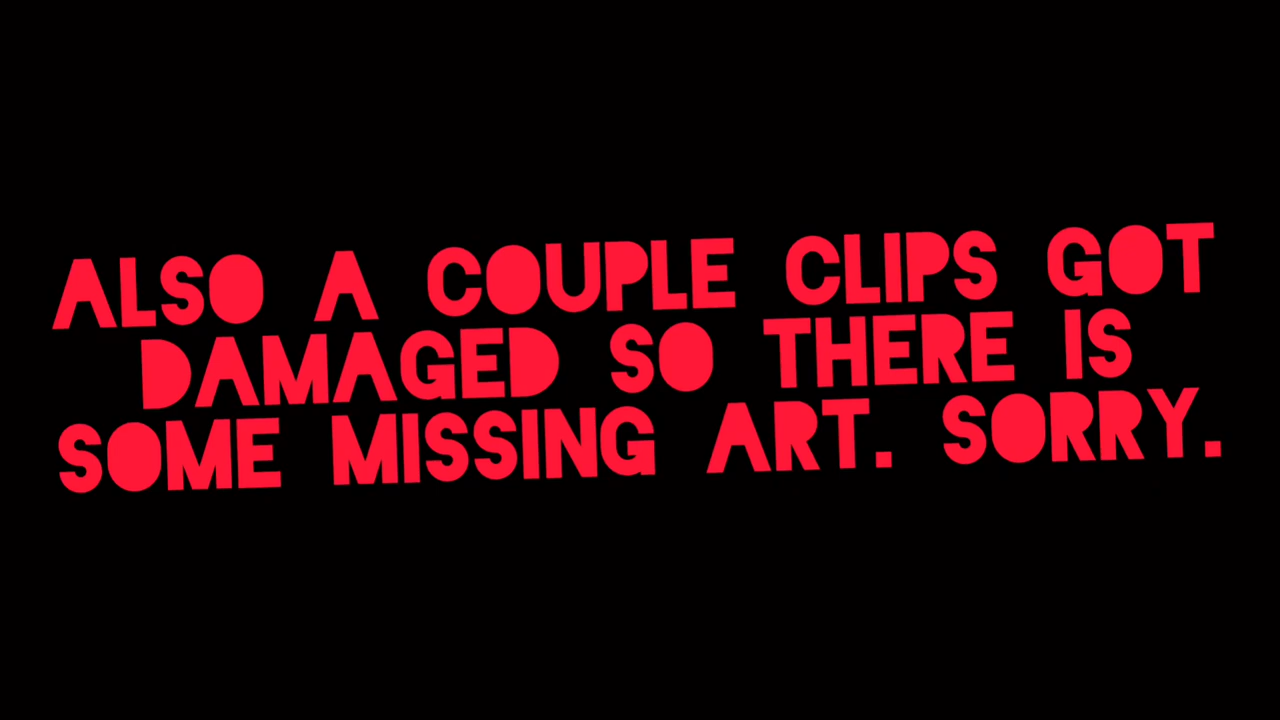 ALSO A COUPLE CLIPS GOT
DAMAGED SO THERE IS
SOME MISSING ART. SORRY.